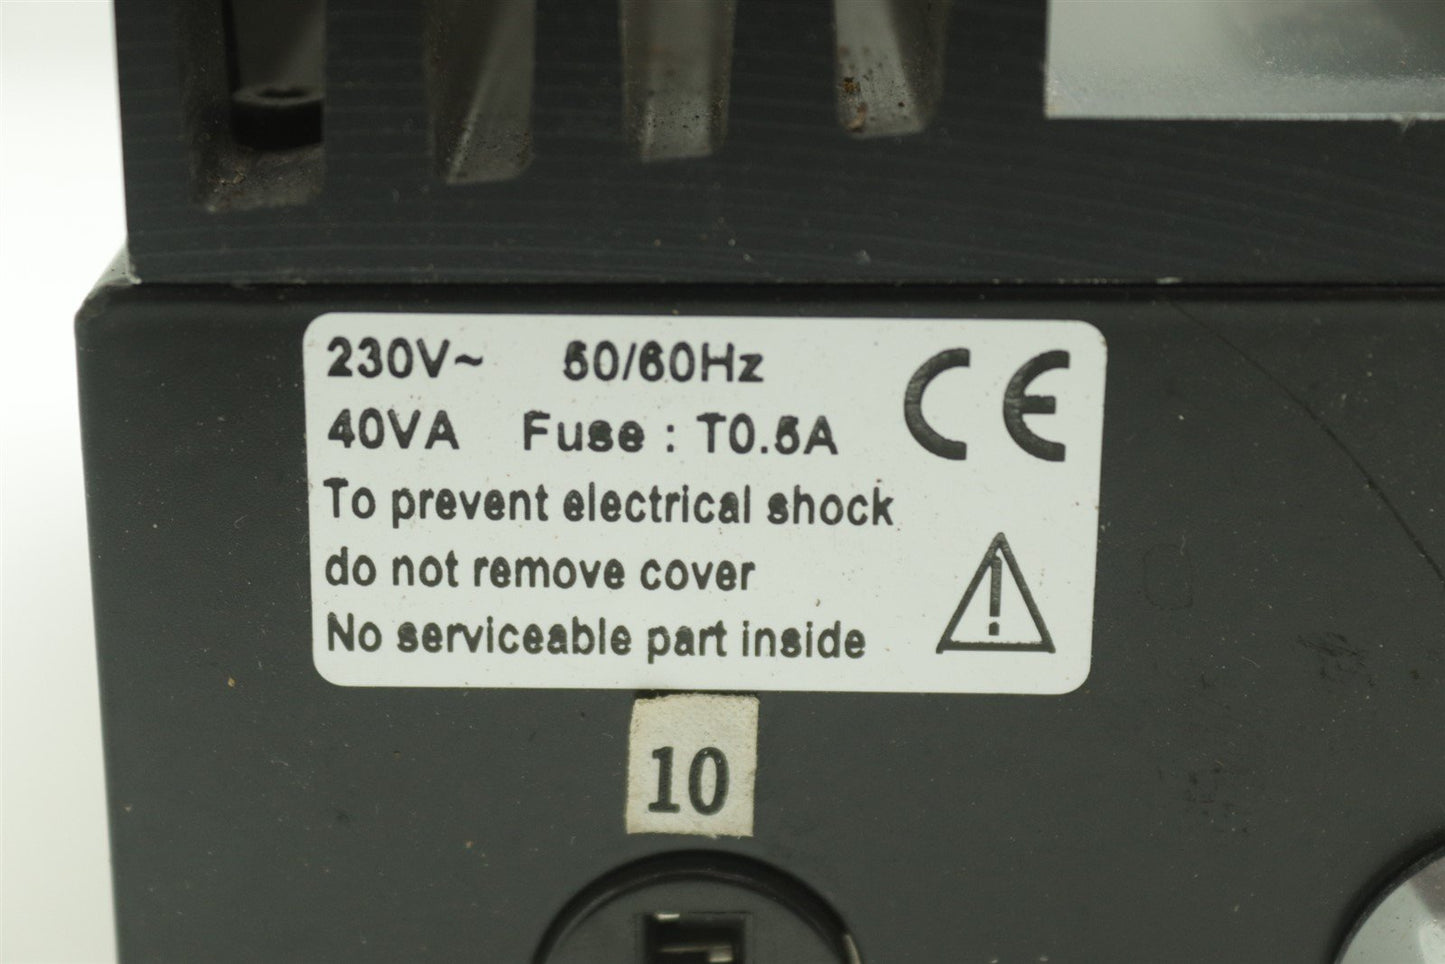 230V~ 50/60Hz
40VA Fuse : T0.5A
CE
To prevent electrical shock
do not remove cover
No serviceable part inside
!
10